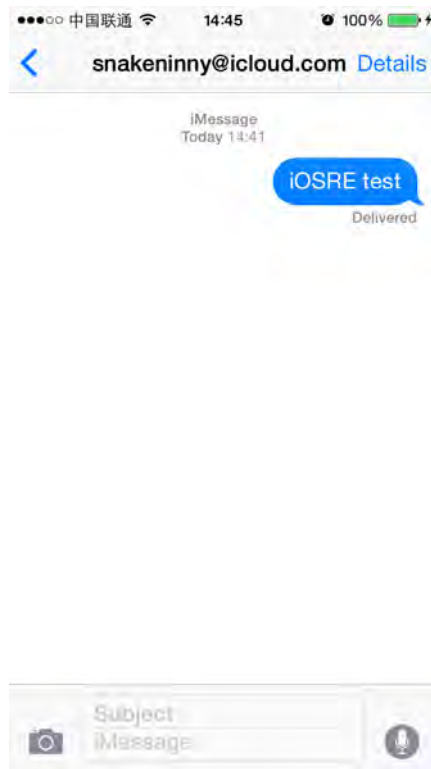 中国联通 14:45 100%
snakeninny@icloud.com Details
iMessage
Today 14:41
iOSRE test
Delivered
Subject
iMessage